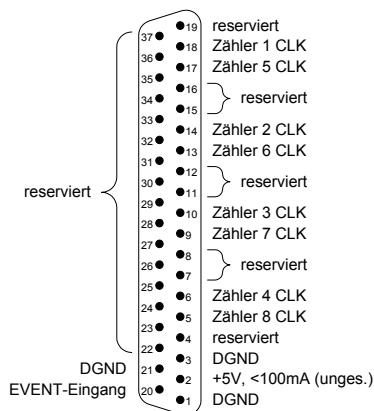 19 reserviert
37
18 Zähler 1 CLK
36
17 Zähler 5 CLK
35
16
34
15
reserviert
33
14 Zähler 2 CLK
32
13 Zähler 6 CLK
31
12
30
11
reserviert
reserviert
29
10 Zähler 3 CLK
28
9 Zähler 7 CLK
27
8
26
7
reserviert
25
6 Zähler 4 CLK
24
5 Zähler 8 CLK
23
4 reserviert
22
3 DGND
DGND 21
2 +5V, <100mA (unges.)
EVENT-Eingang 20
1 DGND